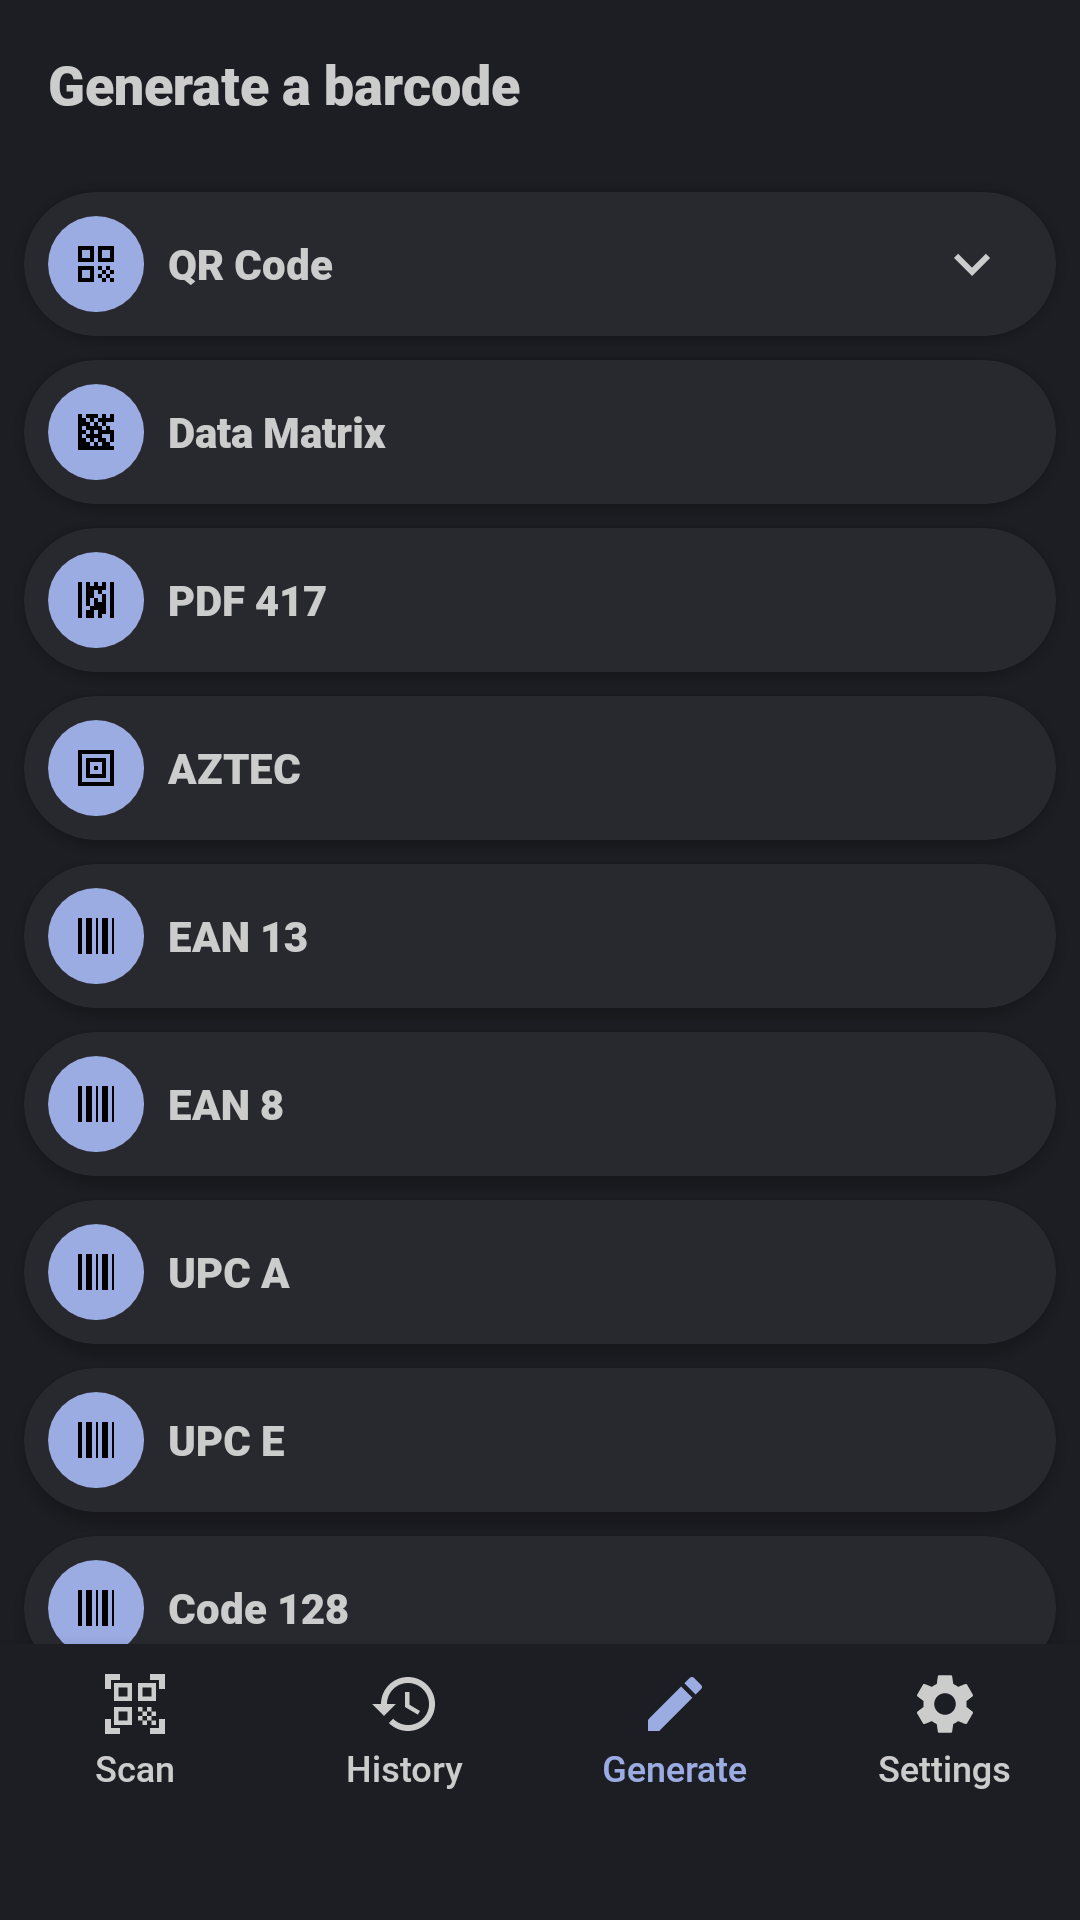 Generate a barcode
QR Code
Data Matrix
PDF 417
AZTEC
EAN 13
EAN 8
UPC A
UPC E
Code 128
Scan
History
Generate
Settings